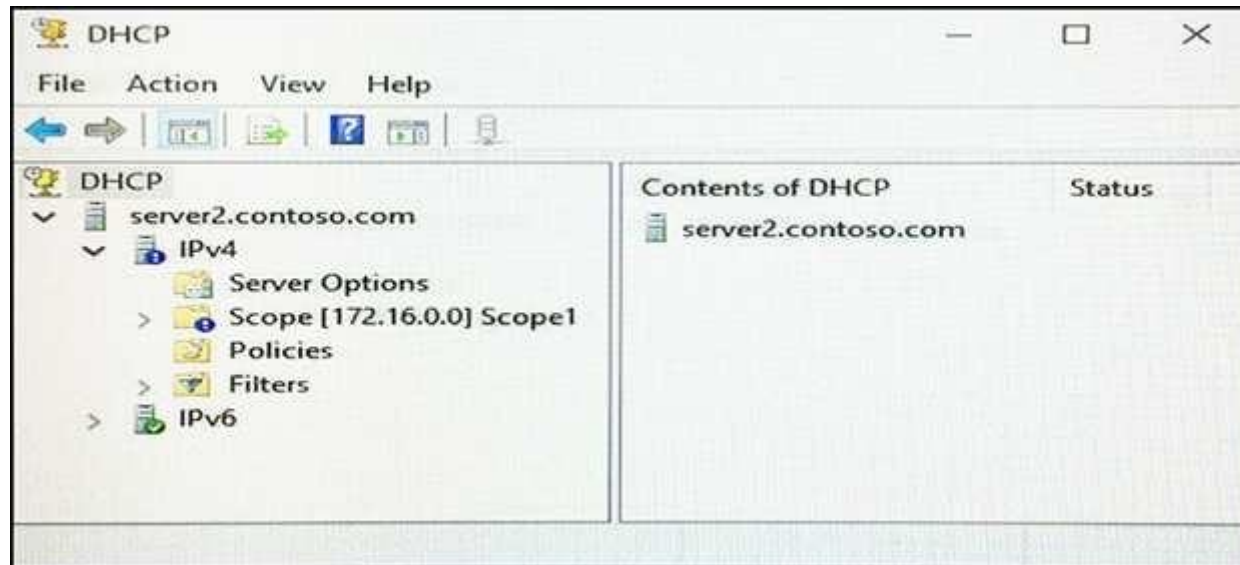 DHCP
File Action View Help
DHCP
server2.contoso.com
IPv4
Server Options
Scope [172.16.0.0] Scope1
Policies
Filters
IPv6
Contents of DHCP Status
server2.contoso.com